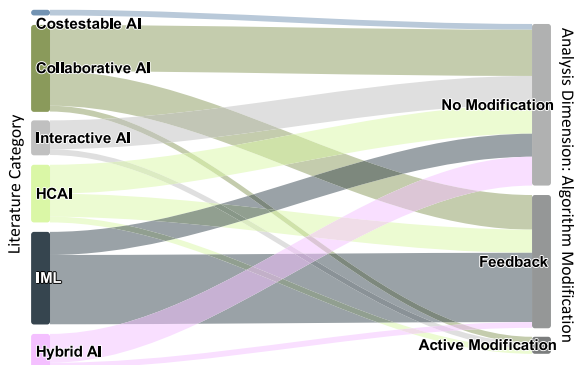 Literature Category
Costestable AI
Collaborative AI
Interactive AI
HCAI
IML
Hybrid AI
No Modification
Feedback
Active Modification
Analysis Dimension: Algorithm Modification